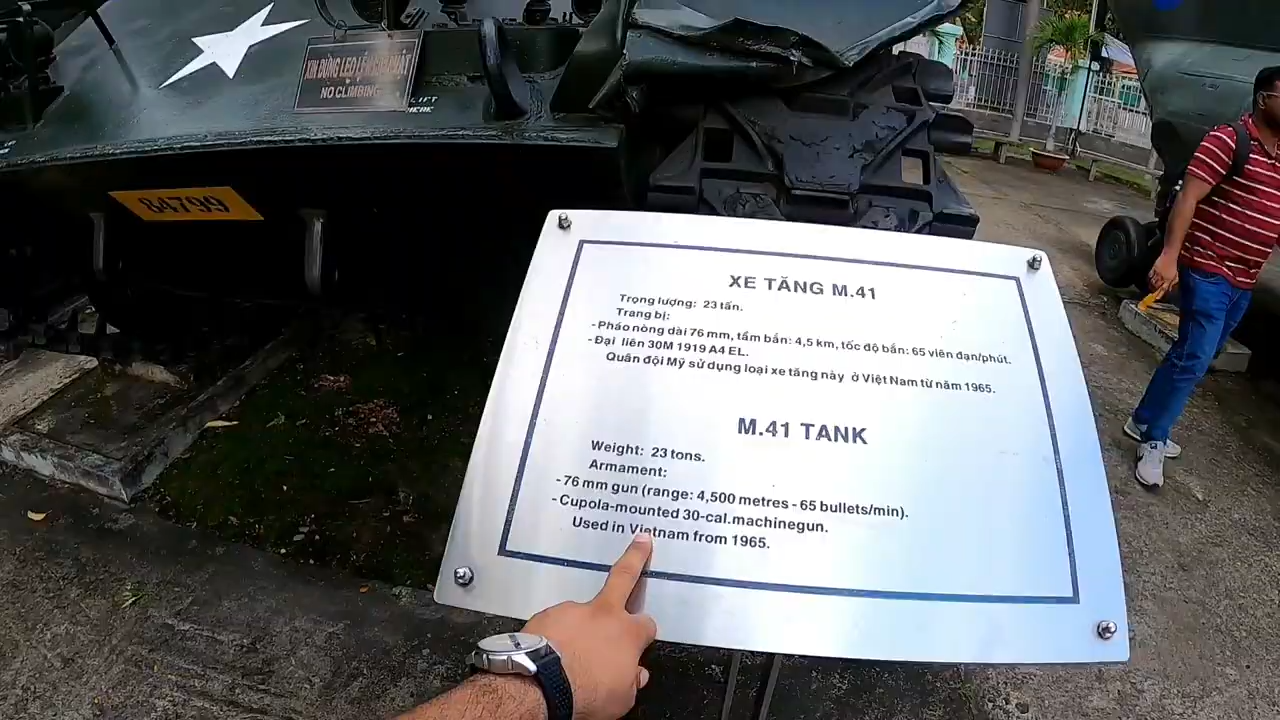 XIN ĐỪNG LEO LÊN HIỆN VẬT
NO CLIMBING
LIFT
HERE
84799
XE TĂNG M.41
Trọng lượng: 23 tấn.
Trang bị:
- Pháo nòng dài 76 mm, tầm bắn: 4,5 km, tốc độ bắn: 65 viên đạn/phút.
- Đại liên 30M 1919 A4 EL.
Quân đội Mỹ sử dụng loại xe tăng này ở Việt Nam từ năm 1965.
M.41 TANK
Weight: 23 tons.
Armament:
- 76 mm gun (range: 4,500 metres - 65 bullets/min).
- Cupola-mounted 30-cal.machinegun.
Used in Vietnam from 1965.